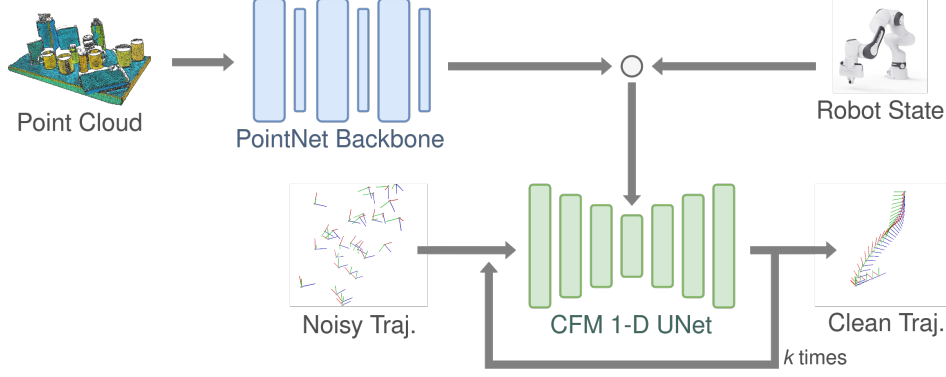 Point Cloud
PointNet Backbone
Robot State
Noisy Traj.
CFM 1-D UNet
Clean Traj.
k times